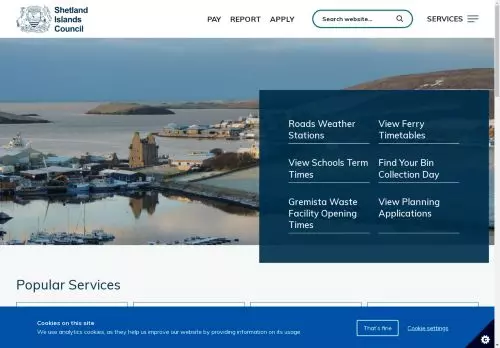 Shetland
Islands
Council
PAY REPORT APPLY Search website... SERVICES
Roads Weather
Stations
View Ferry
Timetables
View Schools Term
Times
Find Your Bin
Collection Day
Gremista Waste
Facility Opening
Times
View Planning
Applications
Popular Services
Cookies on this site
We use analytics cookies, as they help us improve our website by providing information on its usage.
That's fine
Cookie settings